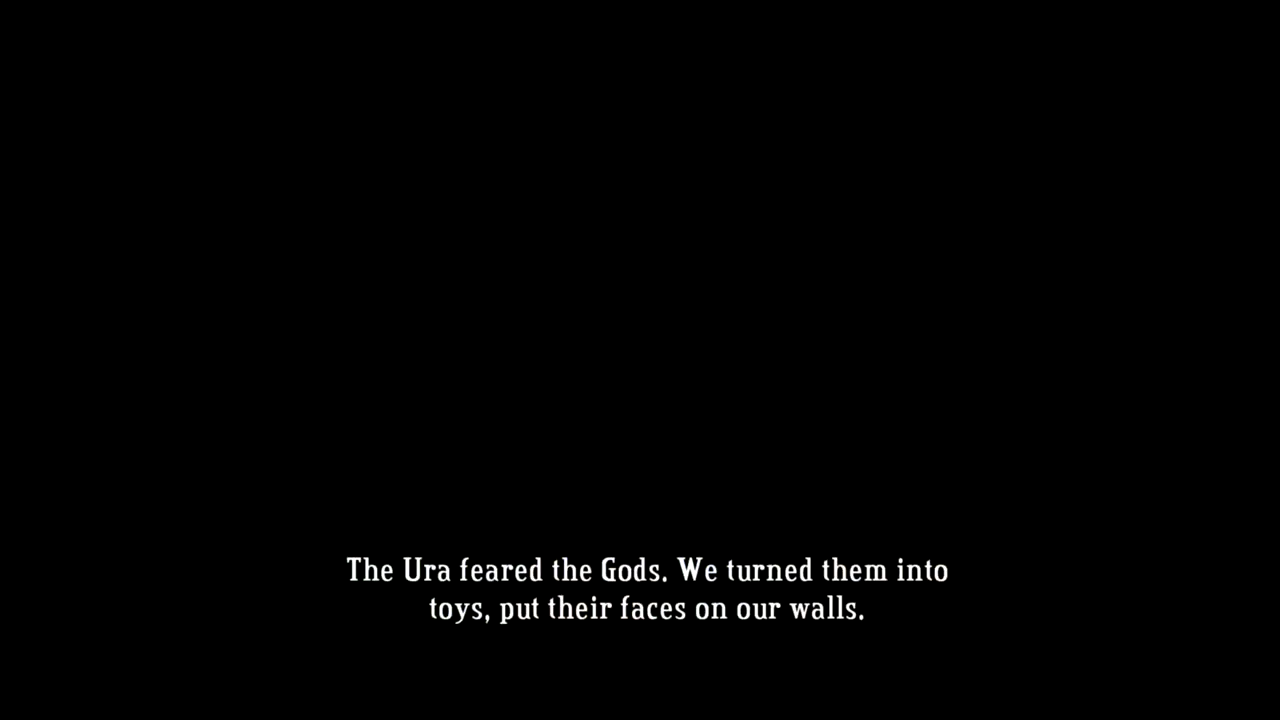 The Ura feared the Gods. We turned them into
toys, put their faces on our walls.